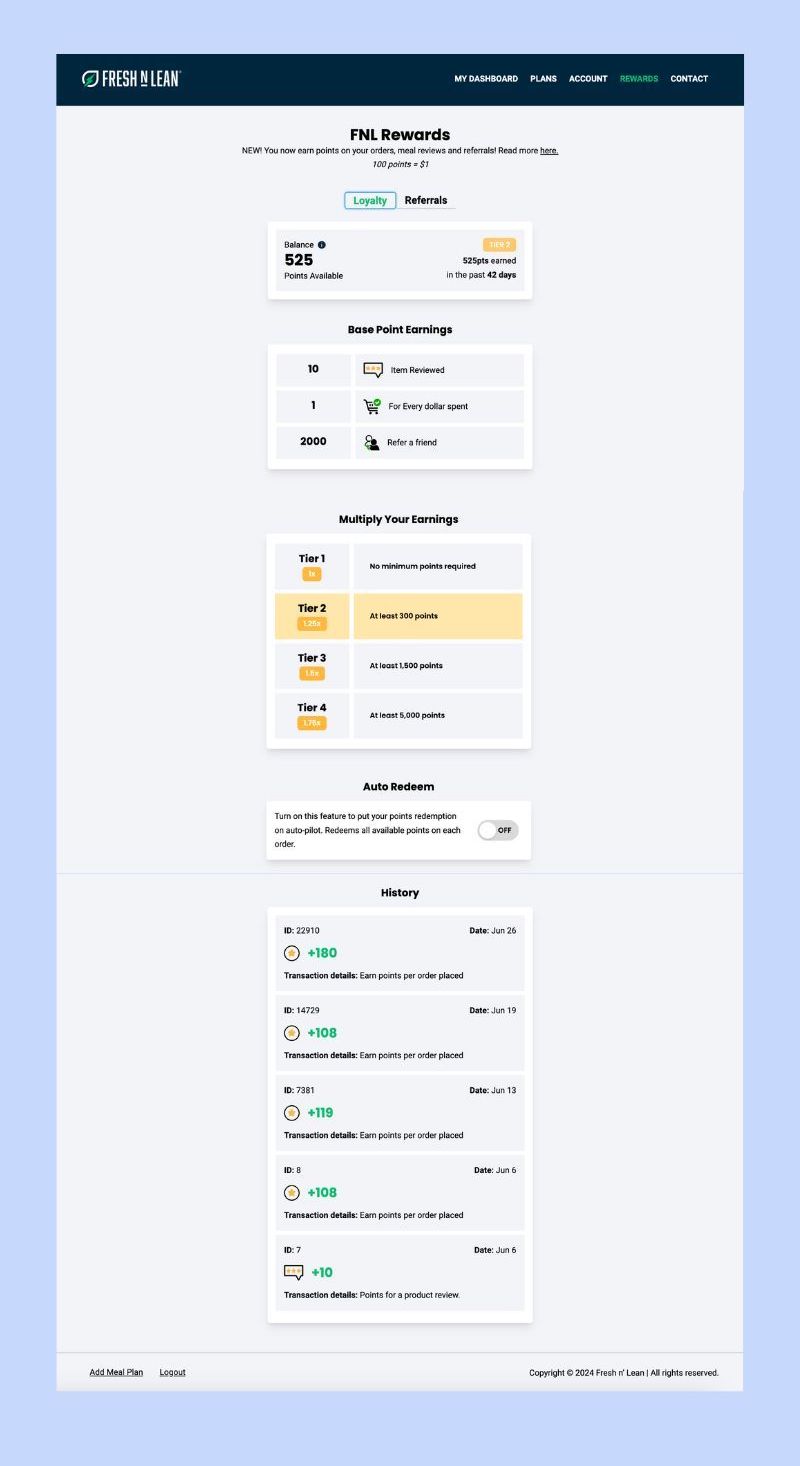 FRESH N LEAN
MY DASHBOARD PLANS ACCOUNT REWARDS CONTACT
FNL Rewards
NEW! You now earn points on your orders, meal reviews and referrals! Read more here.
100 points = $1
Loyalty Referrals
Balance
525
Points Available
TIER 2
525pts earned
in the past 42 days
Base Point Earnings
10 Item Reviewed
1 For Every dollar spent
2000 Refer a friend
Multiply Your Earnings
Tier 1
1x
No minimum points required
Tier 2
1.25x
At least 300 points
Tier 3
1.5x
At least 1,500 points
Tier 4
1.75x
At least 5,000 points
Auto Redeem
Turn on this feature to put your points redemption
on auto-pilot. Redeems all available points on each
order.
OFF
History
ID: 22910 Date: Jun 26
+180
Transaction details: Earn points per order placed
ID: 14729 Date: Jun 19
+108
Transaction details: Earn points per order placed
ID: 7381 Date: Jun 13
+119
Transaction details: Earn points per order placed
ID: 8 Date: Jun 6
+108
Transaction details: Earn points per order placed
ID: 7 Date: Jun 6
+10
Transaction details: Points for a product review.
Add Meal Plan Logout Copyright © 2024 Fresh n' Lean | All rights reserved.